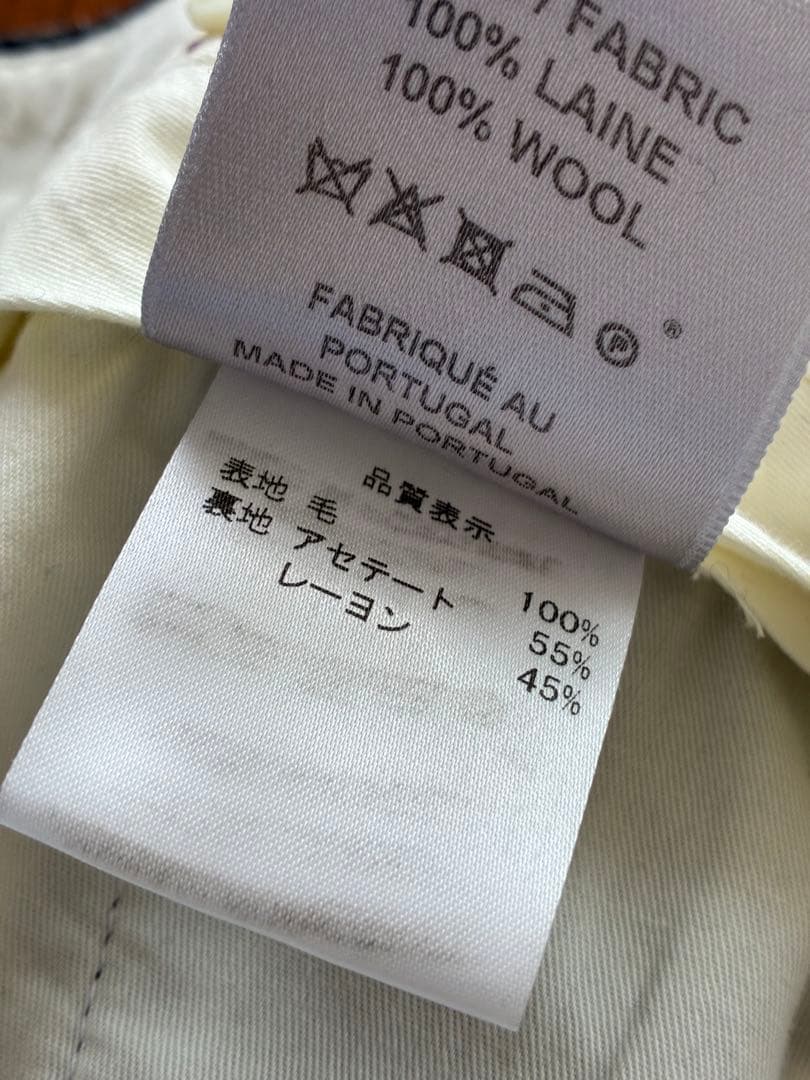 FABRIC
100% LAINE
100% WOOL
P
®
FABRIQUÉ AU
PORTUGAL
MADE IN PORTUGAL
品質表示
表地 毛 100%
裏地 アセテート 55%
レーヨン 45%